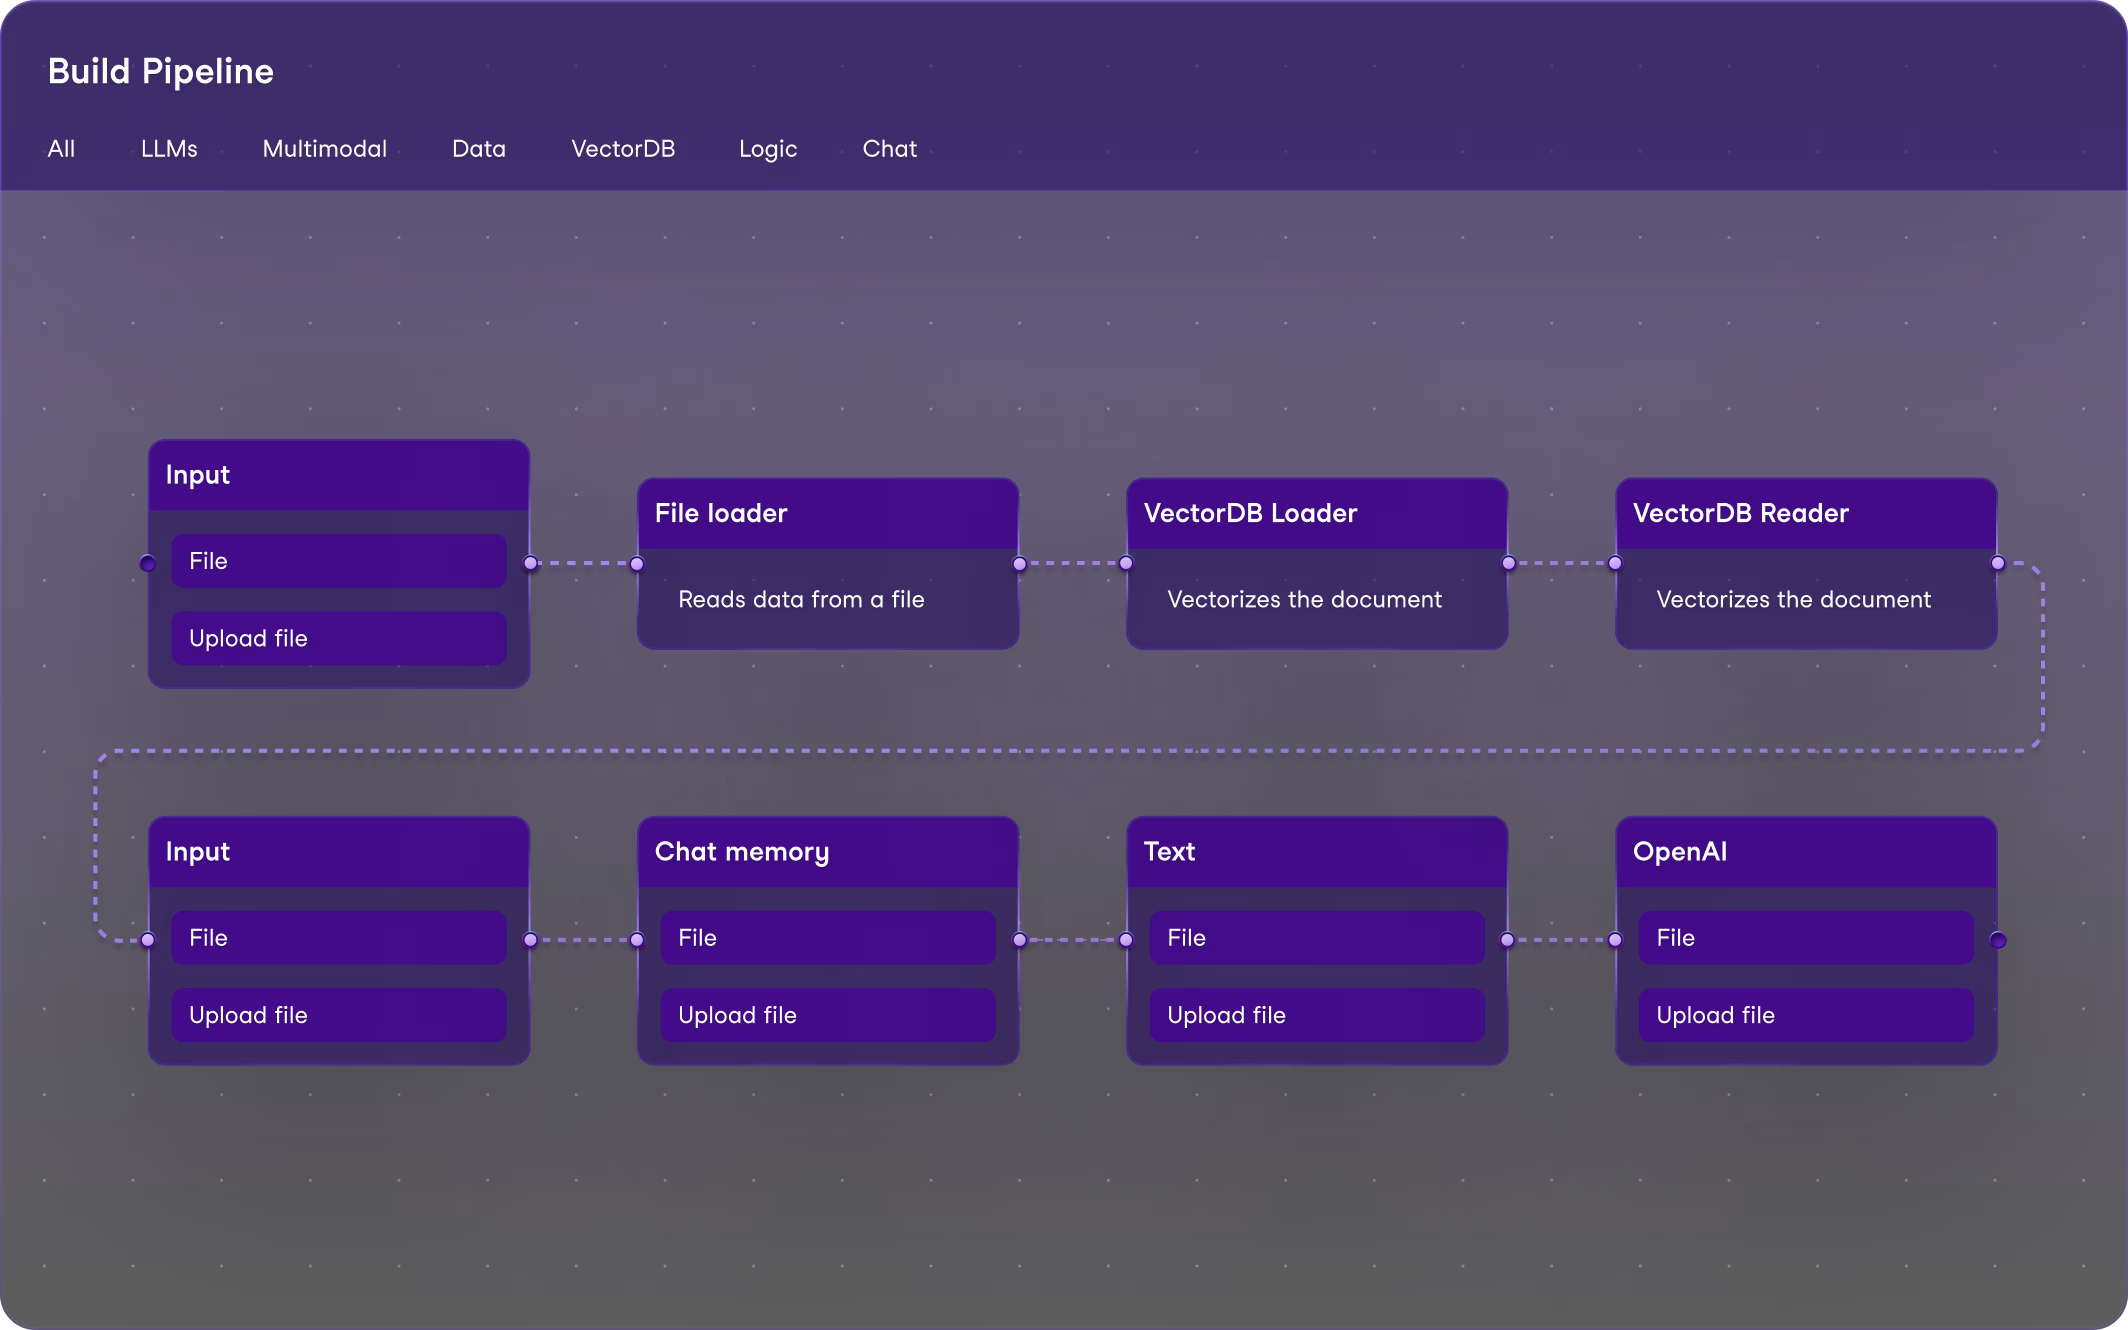 Build Pipeline
All LLMs Multimodal Data VectorDB Logic Chat
Input
File
Upload file
File loader
Reads data from a file
VectorDB Loader
Vectorizes the document
VectorDB Reader
Vectorizes the document
Input
File
Upload file
Chat memory
File
Upload file
Text
File
Upload file
OpenAI
File
Upload file